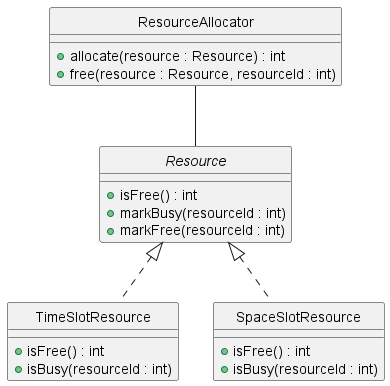 ResourceAllocator
allocate(resource : Resource) : int
free(resource : Resource, resourceId : int)
Resource
isFree() : int
markBusy(resourceId : int)
markFree(resourceId : int)
TimeSlotResource
isFree() : int
isBusy(resourceId : int)
SpaceSlotResource
isFree() : int
isBusy(resourceId : int)